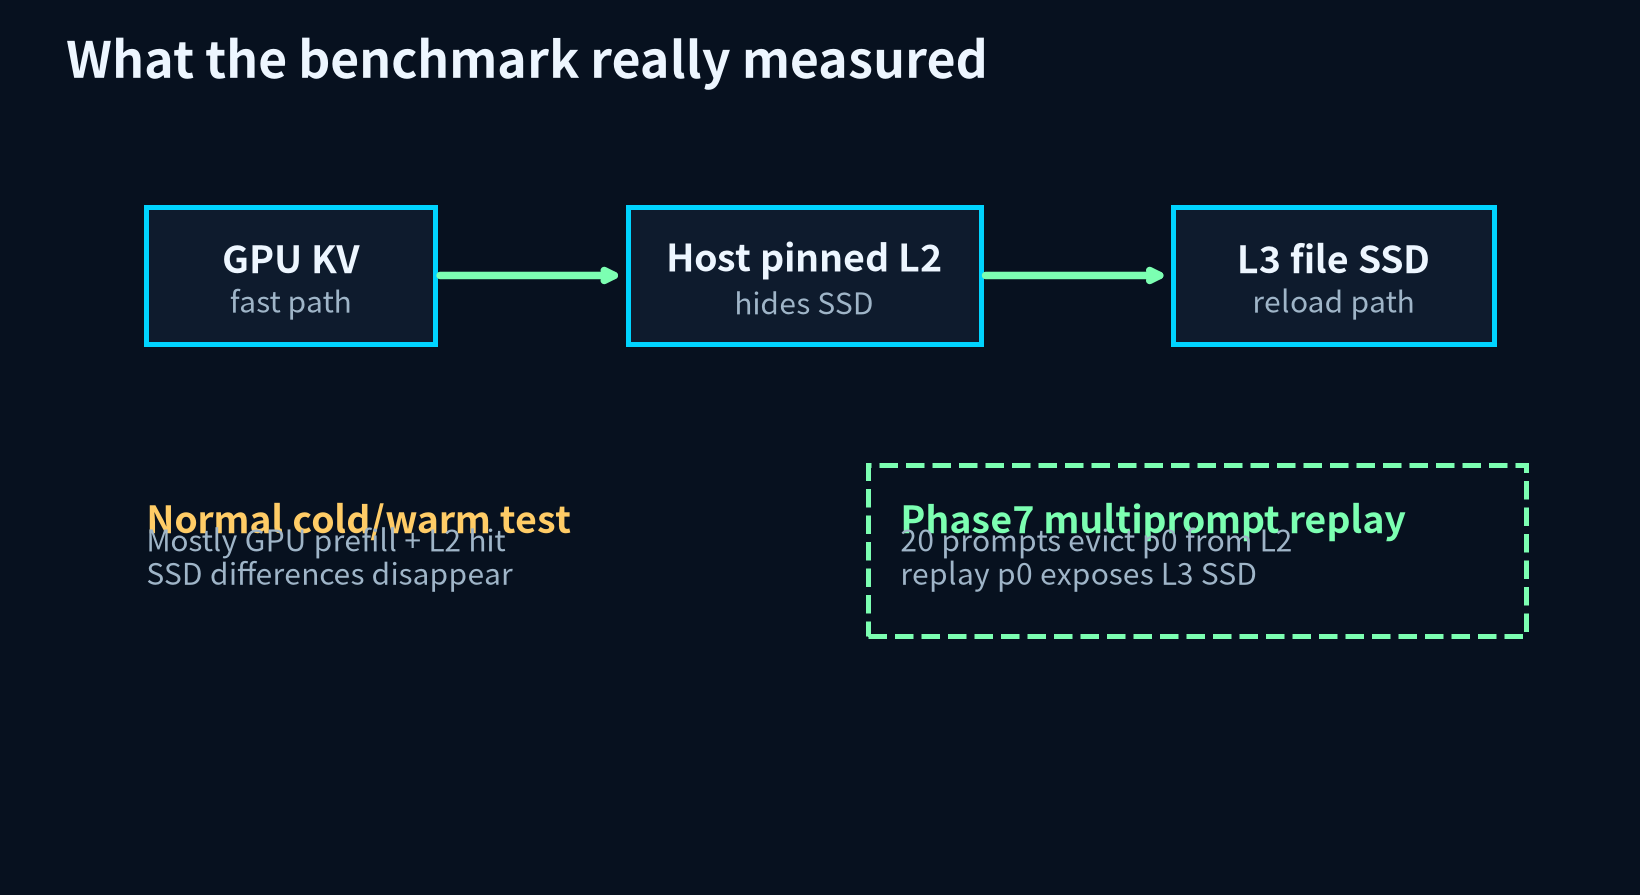 What the benchmark really measured
GPU KV
fast path
Host pinned L2
hides SSD
L3 file SSD
reload path
Normal cold/warm test
Mostly GPU prefill + L2 hit
SSD differences disappear
Phase7 multiprompt replay
20 prompts evict p0 from L2
replay p0 exposes L3 SSD